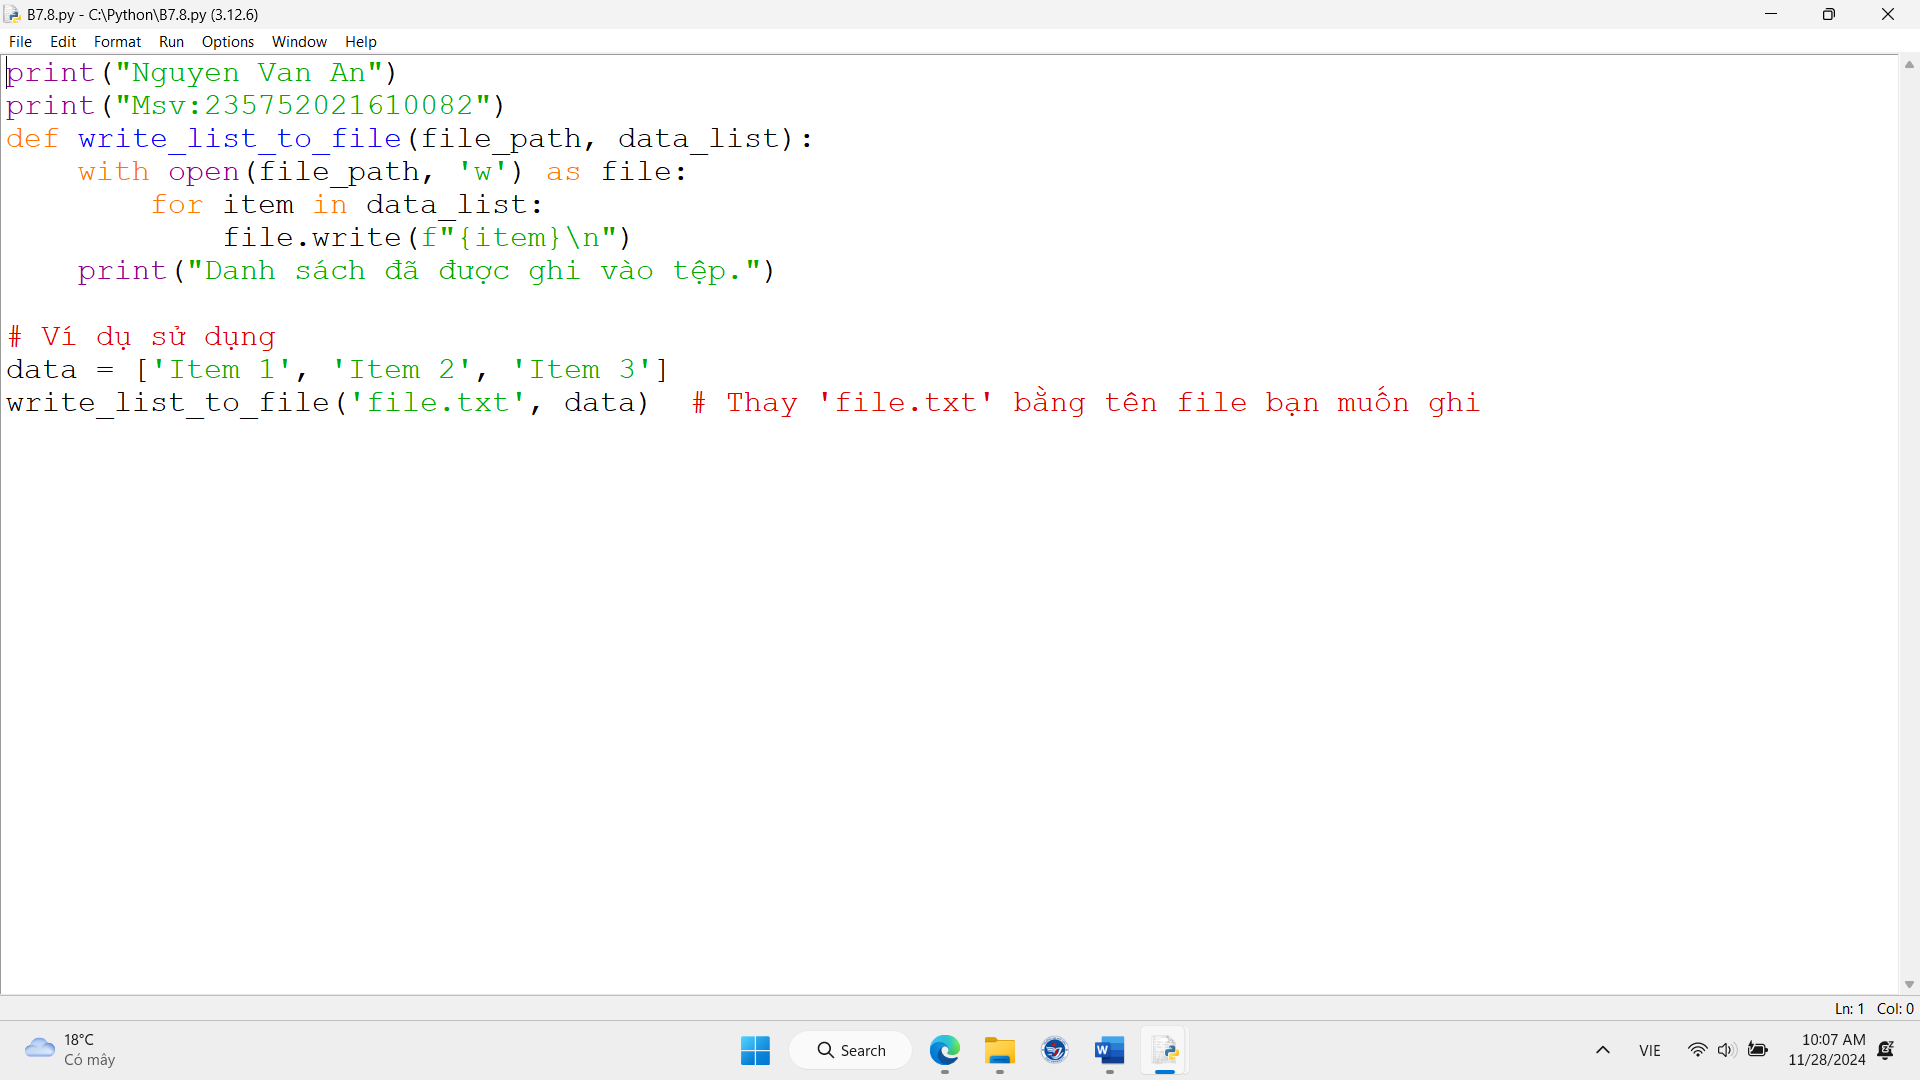 B7.8.py - C:\Python\B7.8.py (3.12.6)
File Edit Format Run Options Window Help
print("Nguyen Van An")
print("Msv:235752021610082")
def write_list_to_file(file_path, data_list):
    with open(file_path, 'w') as file:
        for item in data_list:
            file.write(f"{item}\n")
    print("Danh sách đã được ghi vào tệp.")
# Ví dụ sử dụng
data = ['Item 1', 'Item 2', 'Item 3']
write_list_to_file('file.txt', data)  # Thay 'file.txt' bằng tên file bạn muốn ghi
Ln: 1 Col: 0
18°C
Có mây
Search
VIE
10:07 AM
11/28/2024